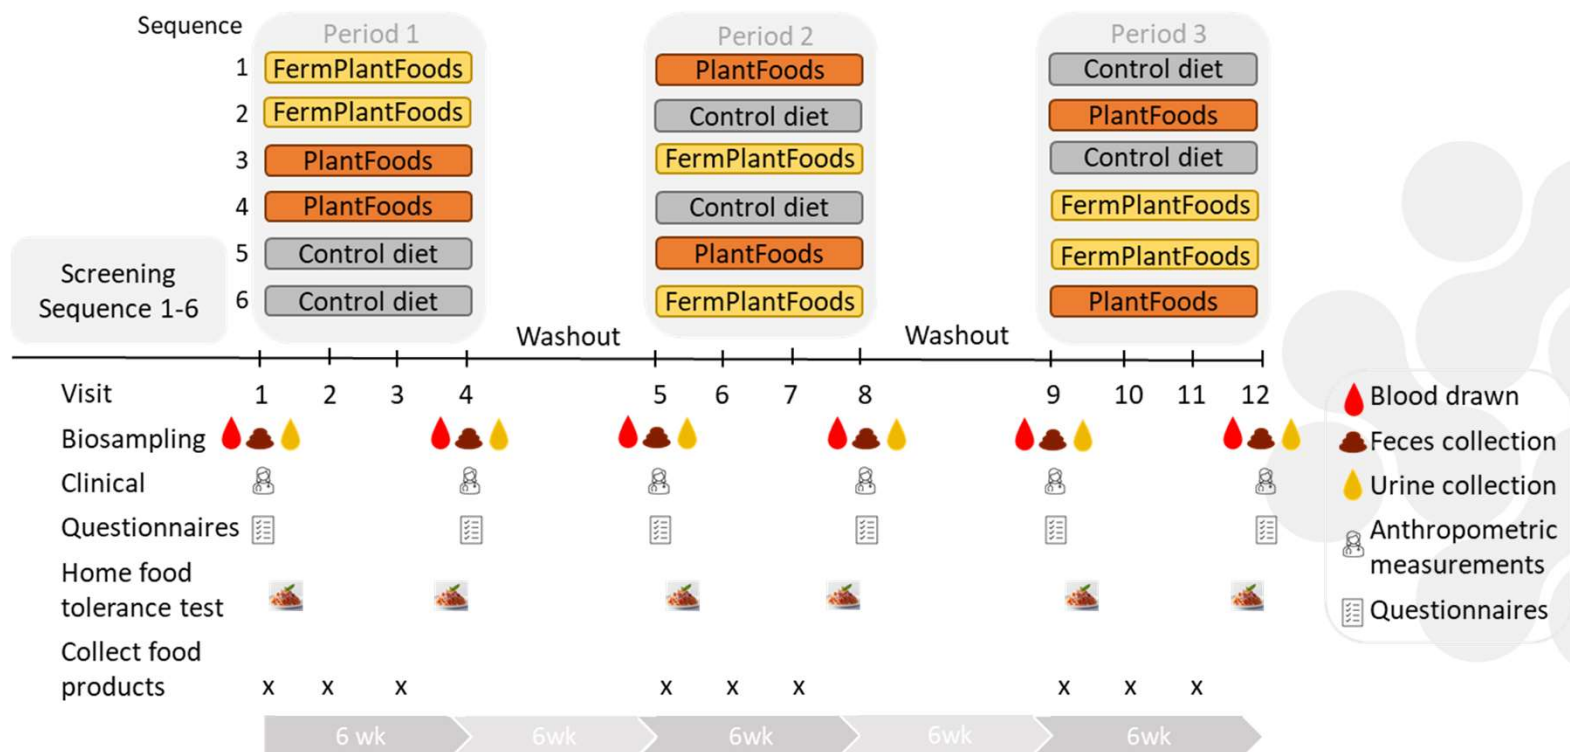 Sequence
Period 1
Period 2
Period 3
1 FermPlantFoods PlantFoods Control diet
2 FermPlantFoods Control diet PlantFoods
3 PlantFoods FermPlantFoods Control diet
4 PlantFoods Control diet FermPlantFoods
5 Control diet PlantFoods FermPlantFoods
6 Control diet FermPlantFoods PlantFoods
Screening
Sequence 1-6
Washout
Washout
Visit 1 2 3 4 5 6 7 8 9 10 11 12
Biosampling
Clinical
Questionnaires
Home food
tolerance test
Collect food
products x x x x x x x x x
6 wk 6wk 6wk 6wk 6wk
Blood drawn
Feces collection
Urine collection
Anthropometric
measurements
Questionnaires